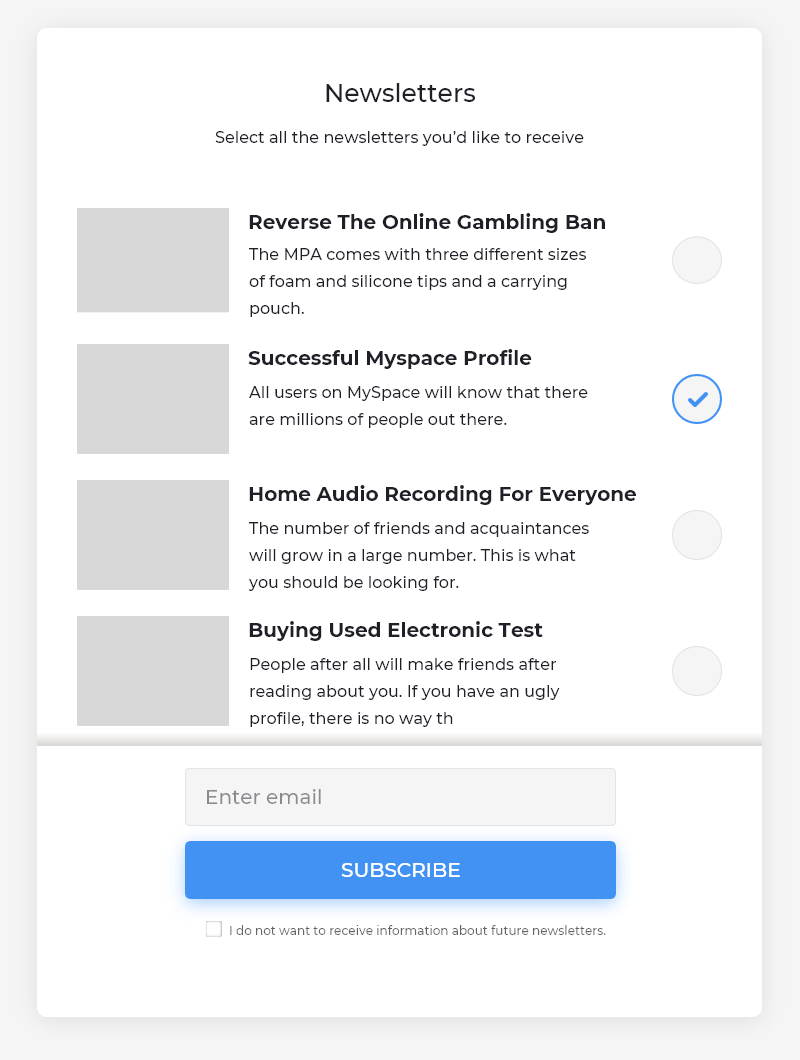 Newsletters
Select all the newsletters you’d like to receive
Reverse The Online Gambling Ban
The MPA comes with three different sizes
of foam and silicone tips and a carrying
pouch.
Successful Myspace Profile
All users on MySpace will know that there
are millions of people out there.
Home Audio Recording For Everyone
The number of friends and acquaintances
will grow in a large number. This is what
you should be looking for.
Buying Used Electronic Test
People after all will make friends after
reading about you. If you have an ugly
profile, there is no way th
Enter email
SUBSCRIBE
I do not want to receive information about future newsletters.